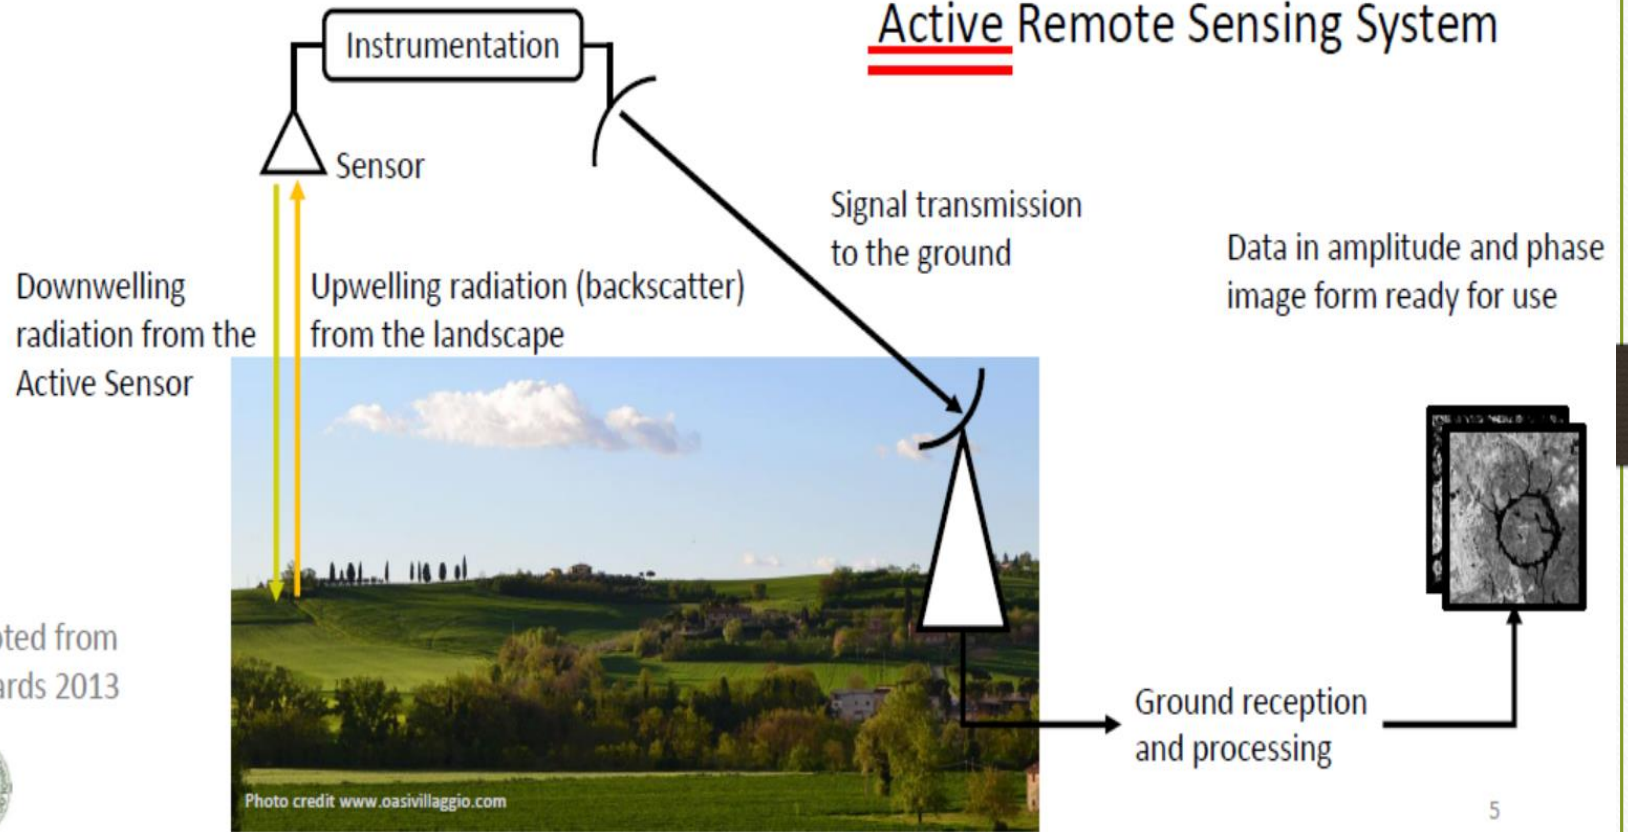 Active Remote Sensing System
Instrumentation
Sensor
Signal transmission
to the ground
Data in amplitude and phase
image form ready for use
Downwelling
radiation from the
Active Sensor
Upwelling radiation (backscatter)
from the landscape
from
2013
Ground reception
and processing
Photo credit www.oasivillaggio.com
5